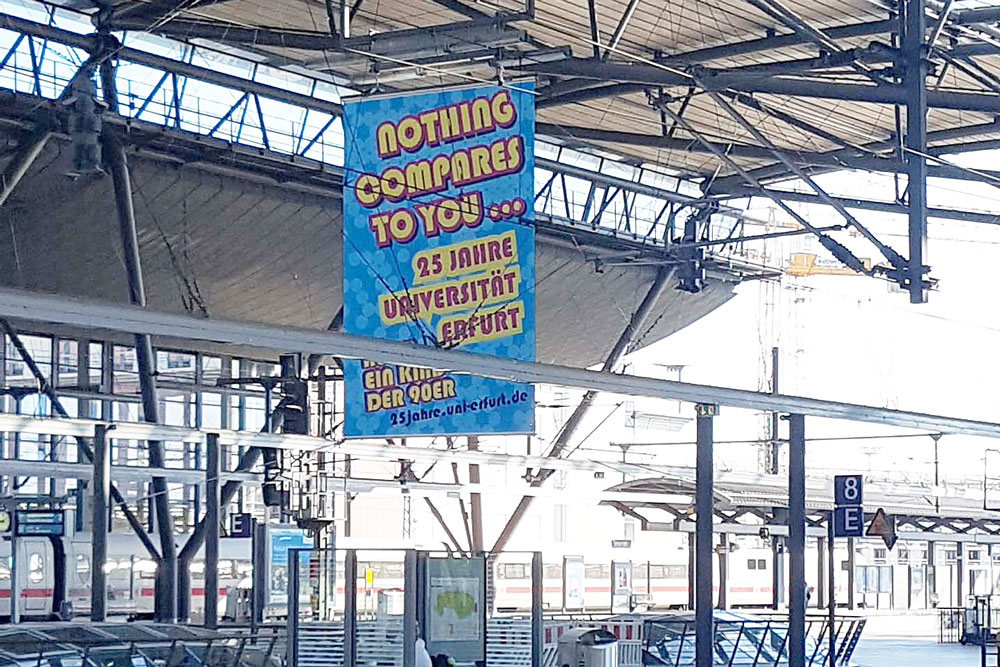 NOTHING
COMPARES
TO YOU ...
25 JAHRE
UNIVERSITÄT
ERFURT
EIN KIND
DER 90ER
25jahre.uni-erfurt.de
8
E
E